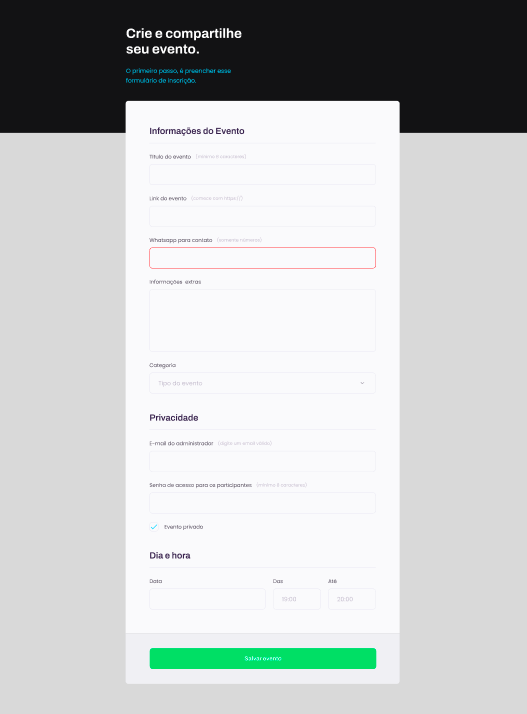 Crie e compartilhe
seu evento.
O primeiro passo, é preencher esse
formulário de inscrição.
Informações do Evento
Título do evento (mínimo 8 caracteres)
Link do evento (comece com https://)
Whatsapp para contato (somente números)
Informações extras
Categoria
Tipo do evento
Privacidade
E-mail do administrador (digite um email válido)
Senha de acesso para os participantes (mínimo 8 caracteres)
Evento privado
Dia e hora
Data Das Até
19:00 20:00
Salvar evento